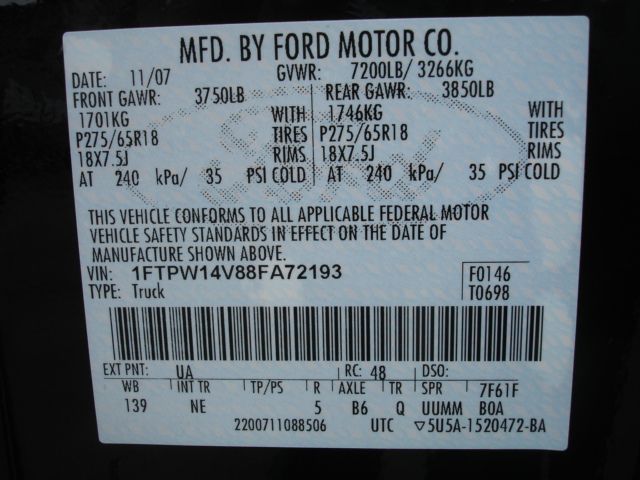 MFD. BY FORD MOTOR CO.
DATE: 11/07 GVWR: 7200LB/ 3266KG
FRONT GAWR: 3750LB REAR GAWR: 3850LB
1701KG WITH 1746KG WITH
P275/65R18 TIRES P275/65R18 TIRES
18X7.5J RIMS 18X7.5J RIMS
AT 240 kPa/ 35 PSI COLD AT 240 kPa/ 35 PSI COLD
THIS VEHICLE CONFORMS TO ALL APPLICABLE FEDERAL MOTOR
VEHICLE SAFETY STANDARDS IN EFFECT ON THE DATE OF
MANUFACTURE SHOWN ABOVE.
VIN: 1FTPW14V88FA72193 F0146
TYPE: Truck T0698
EXT PNT: UA RC: 48 DSO:
WB INT TR TP/PS R AXLE TR SPR 7F61F
139 NE 5 B6 Q UUMM BOA
2200711088506 UTC ▽5U5A-1520472-BA